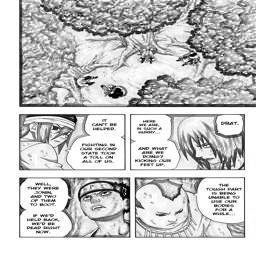 DRAT.
HERE
WE ARE,
IN SUCH A
HURRY...
AND WHAT
ARE WE
DOING?
KICKING OUR
FEET UP.
IT
CAN'T BE
HELPED.
FIGHTING IN
OUR SECOND
STATE TOOK
A TOLL ON
ALL OF US.
THE
TOUGH PART
IS BEING
UNABLE TO
USE OUR
BODIES FOR
A WHILE...
WELL,
THEY WERE
JONIN,
AND TWO
OF THEM
TO BOOT.
IF WE'D
HELD BACK,
WE'D BE
DEAD RIGHT
NOW.